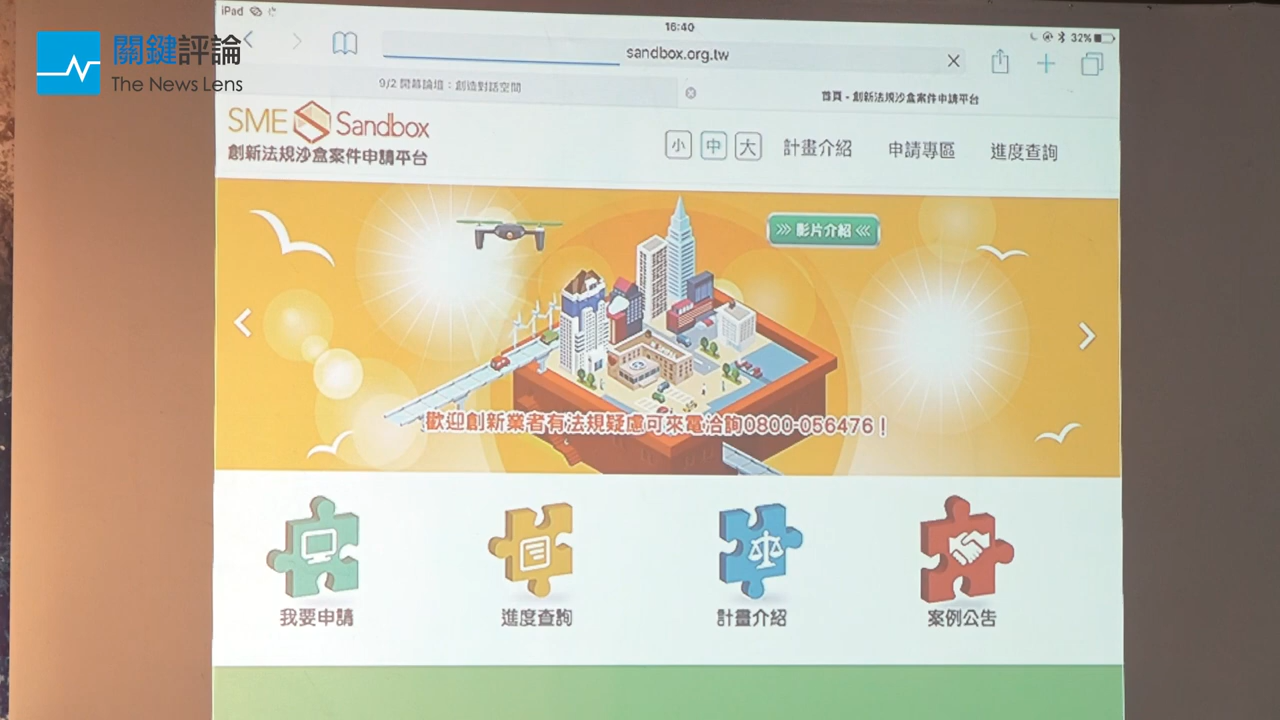 關鍵評論
The News Lens
iPad
16:40
32%
sandbox.org.tw
9/2 開幕論壇：創造對話空間
首頁 - 創新法規沙盒案件申請平台
SME Sandbox
創新法規沙盒案件申請平台
小 中 大 計畫介紹 申請專區 進度查詢
影片介紹
歡迎創新業者有法規疑慮可來電洽詢0800-056476！
我要申請 進度查詢 計畫介紹 案例公告